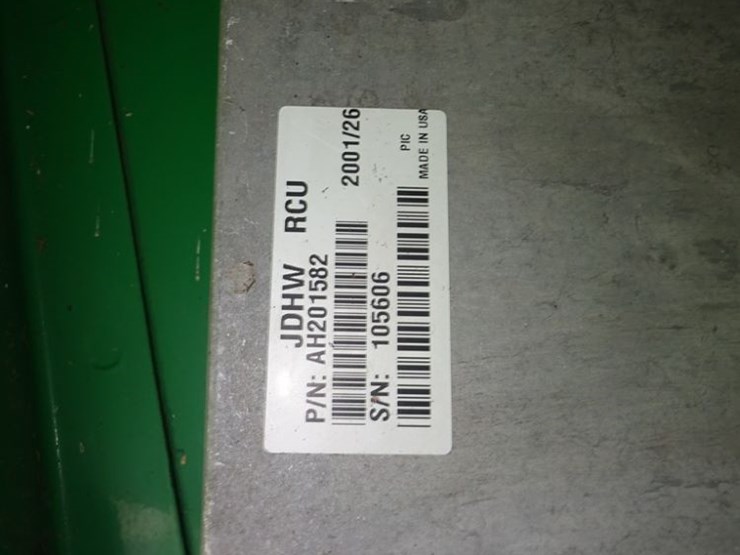 JDHW RCU
P/N: AH201582 2001/26
S/N: 105606
PIC
MADE IN USA